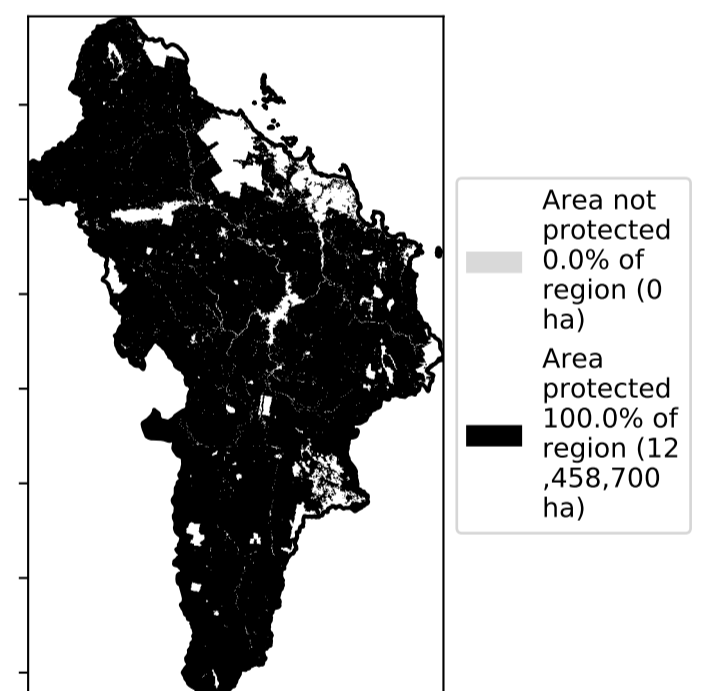 Area not
protected
0.0% of
region (0
ha)
Area
protected
100.0% of
region (12
,458,700
ha)